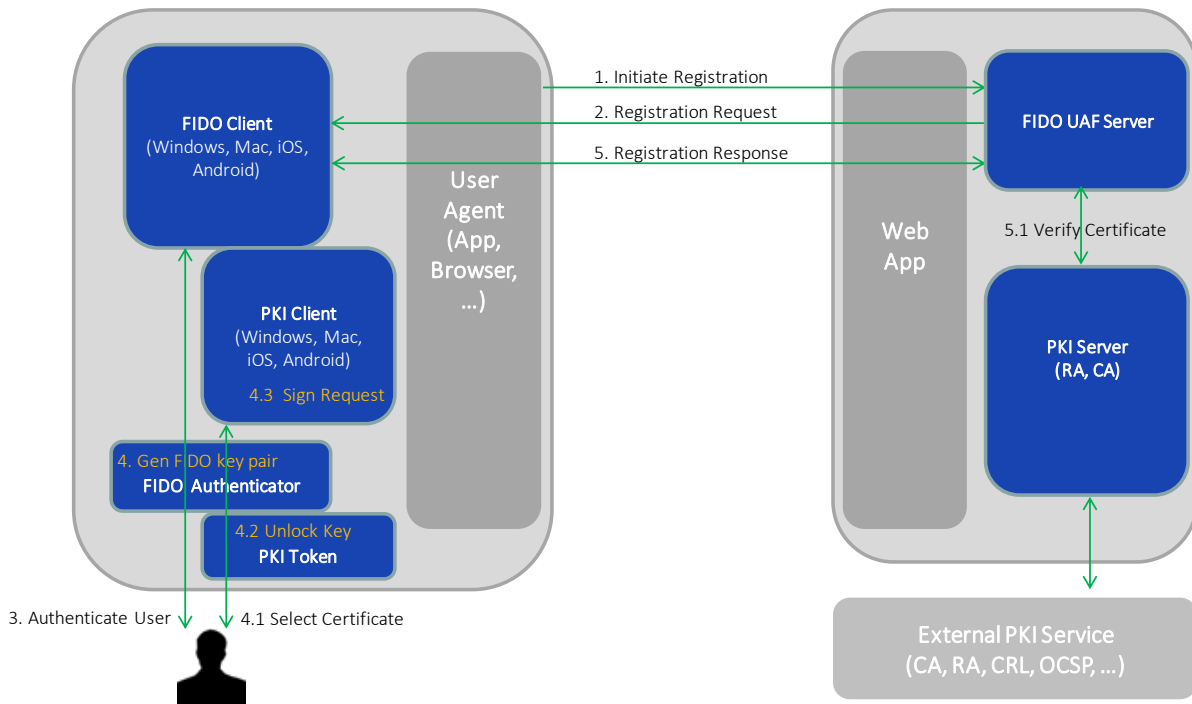 FIDO Client
(Windows, Mac, iOS,
Android)
PKI Client
(Windows, Mac,
iOS, Android)
4.3 Sign Request
4. Gen FIDO key pair
FIDO Authenticator
4.2 Unlock Key
PKI Token
3. Authenticate User
4.1 Select Certificate
User
Agent
(App,
Browser,
...)
1. Initiate Registration
2. Registration Request
5. Registration Response
Web
App
FIDO UAF Server
5.1 Verify Certificate
PKI Server
(RA, CA)
External PKI Service
(CA, RA, CRL, OCSP, ...)